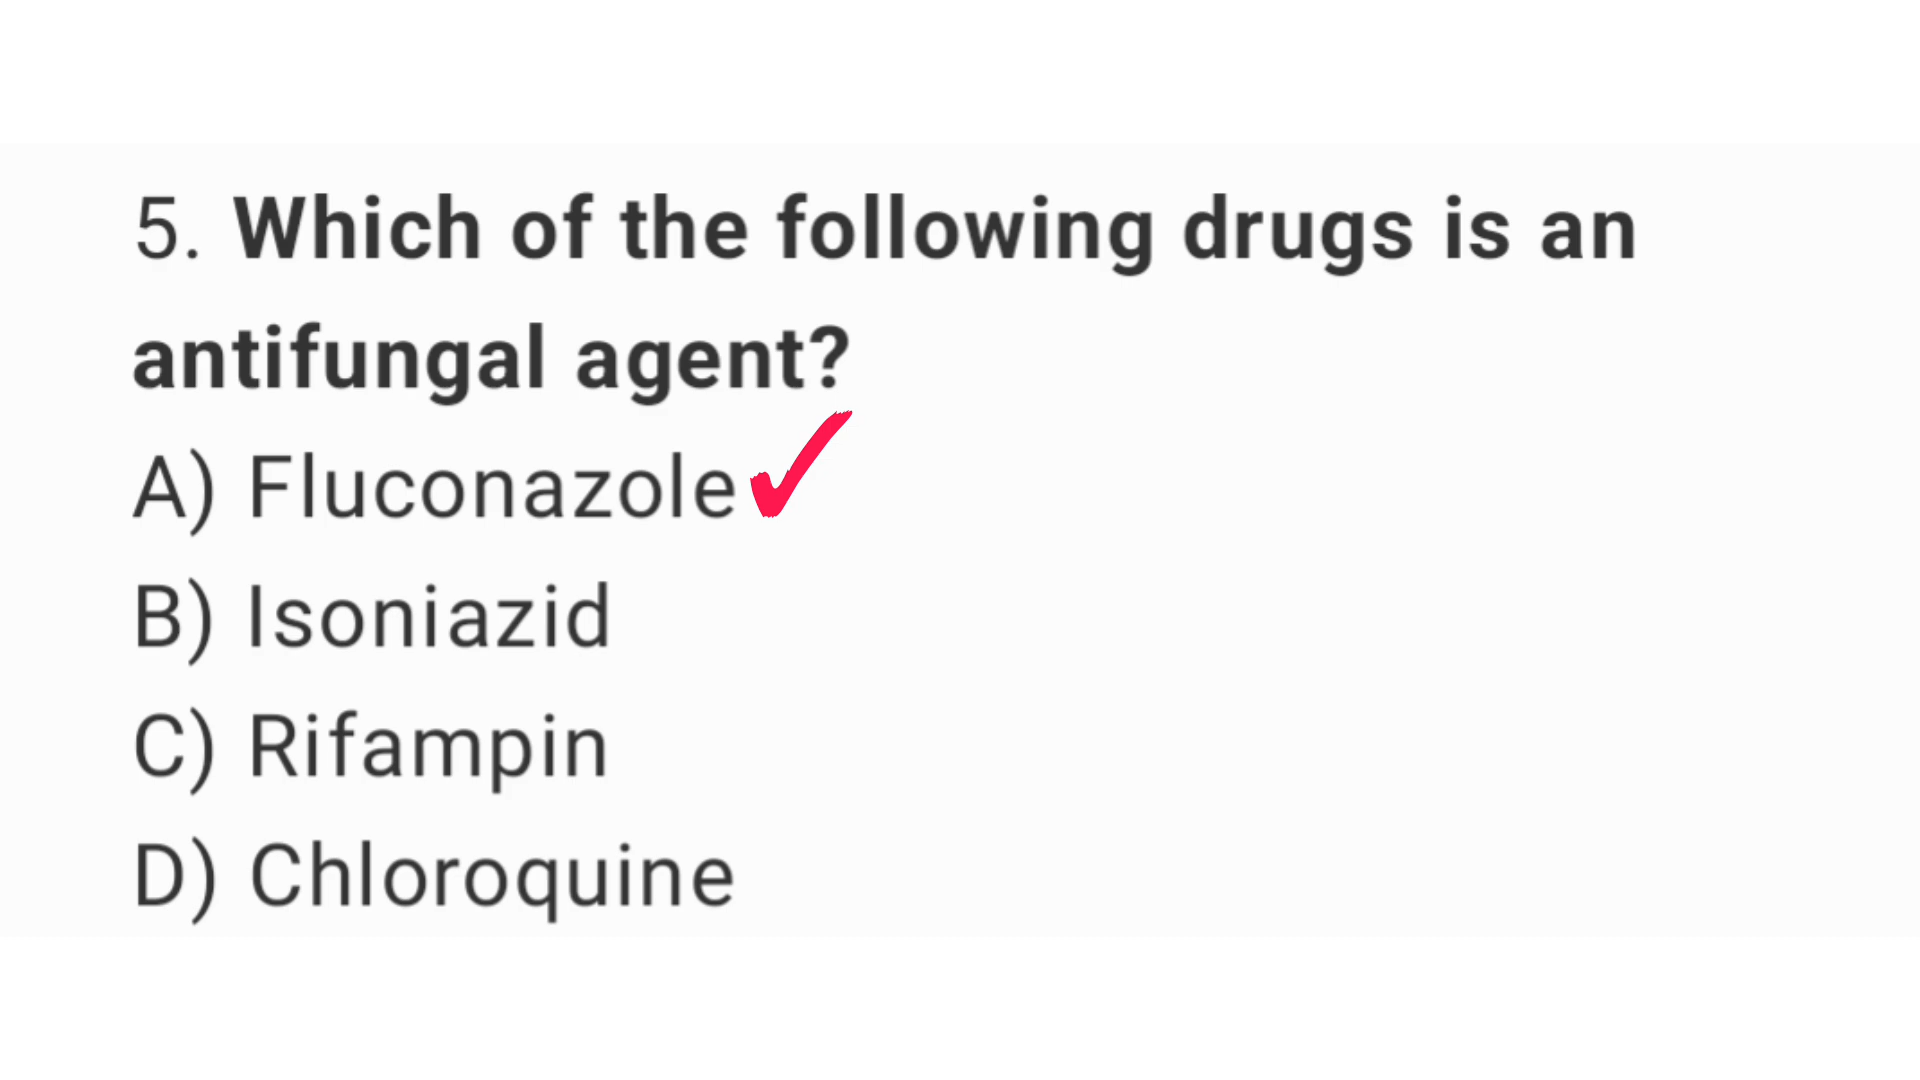 5. Which of the following drugs is an
antifungal agent?
A) Fluconazole
B) Isoniazid
C) Rifampin
D) Chloroquine